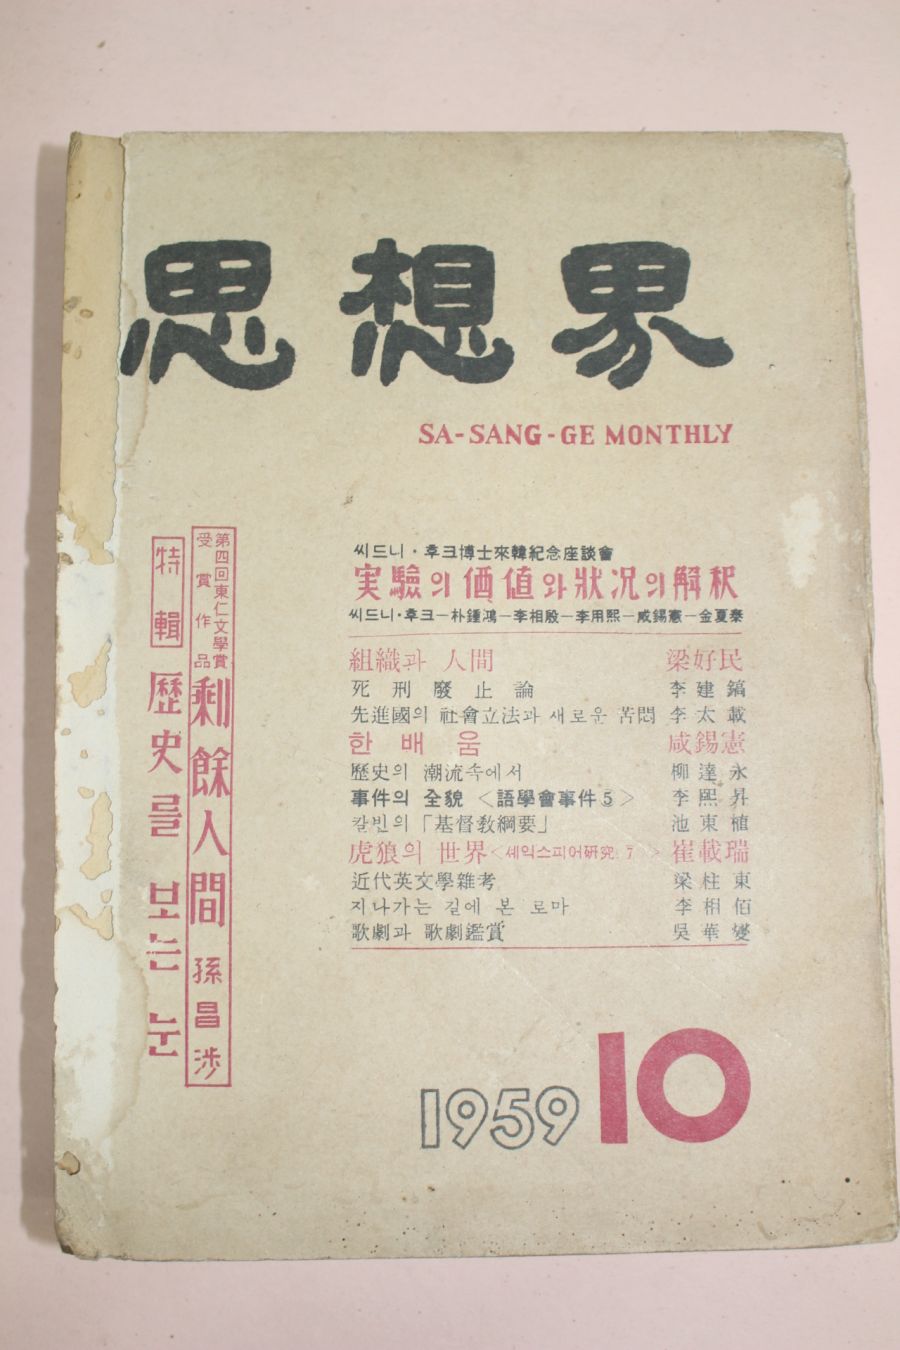 思想界
SA-SANG-GE MONTHLY
씨드니·후크博士來韓紀念座談會
実驗의 価値와 狀况의 解釈
씨드니·후크—朴鍾鴻—李相殷—李用熙—咸錫憲—金夏泰
組織과 人間 梁好民
死刑廢止論 李建鎬
先進國의 社會立法과 새로운 苦悶 李太載
한 배움 咸錫憲
歷史의 潮流속에서 柳達永
事件의 全貌 〈語學會事件5〉 李熙昇
칼빈의「基督敎綱要」 池東植
虎狼의 世界〈세익스피어硏究 7〉 崔載瑞
近代英文學雜考 梁柱東
지나가는 길에 본 로마 李相佰
歌劇과 歌劇鑑賞 吳華燮
第四回東仁文學賞
受賞作品
剩餘人間 孫昌涉
特輯 歷史를 보는 눈
1959 10